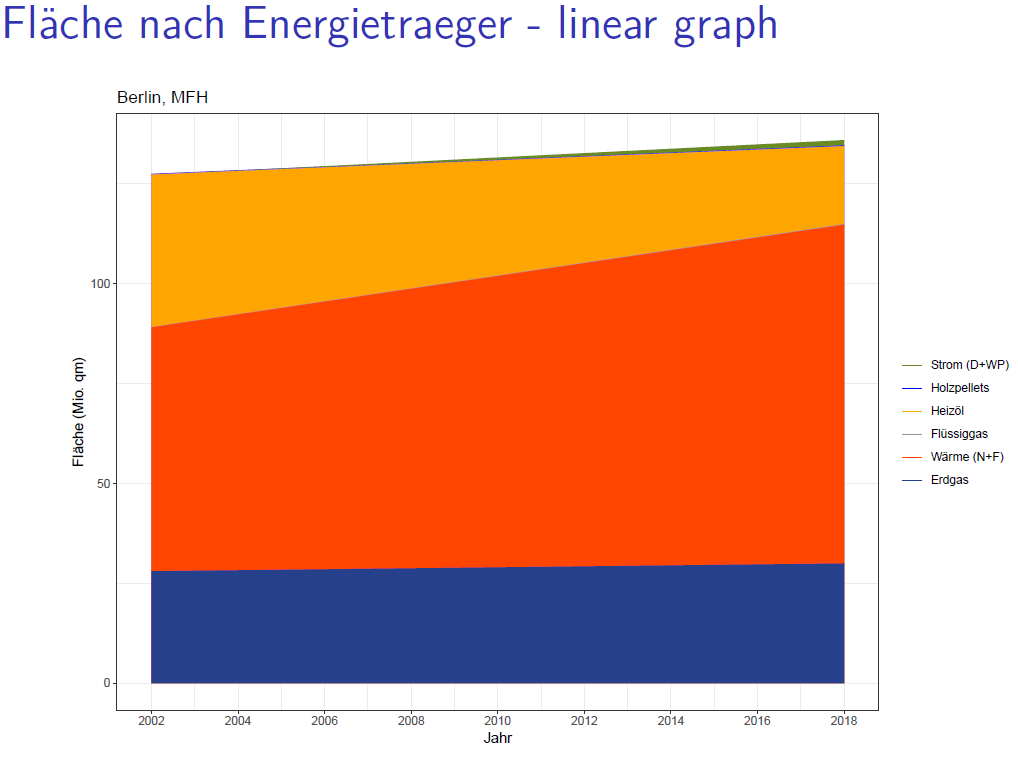 Fläche nach Energietraeger - linear graph
Berlin, MFH
100
50
0
Fläche (Mio. qm)
2002 2004 2006 2008 2010 2012 2014 2016 2018
Jahr
Strom (D+WP)
Holzpellets
Heizöl
Flüssiggas
Wärme (N+F)
Erdgas